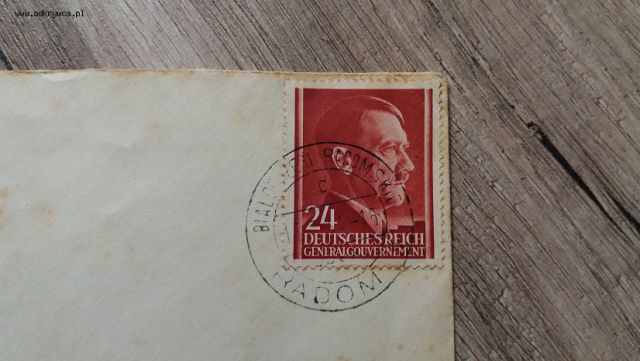 www.odkrywca.pl
24
DEUTSCHES REICH
GENERALGOUVERNEMENT
RADOM